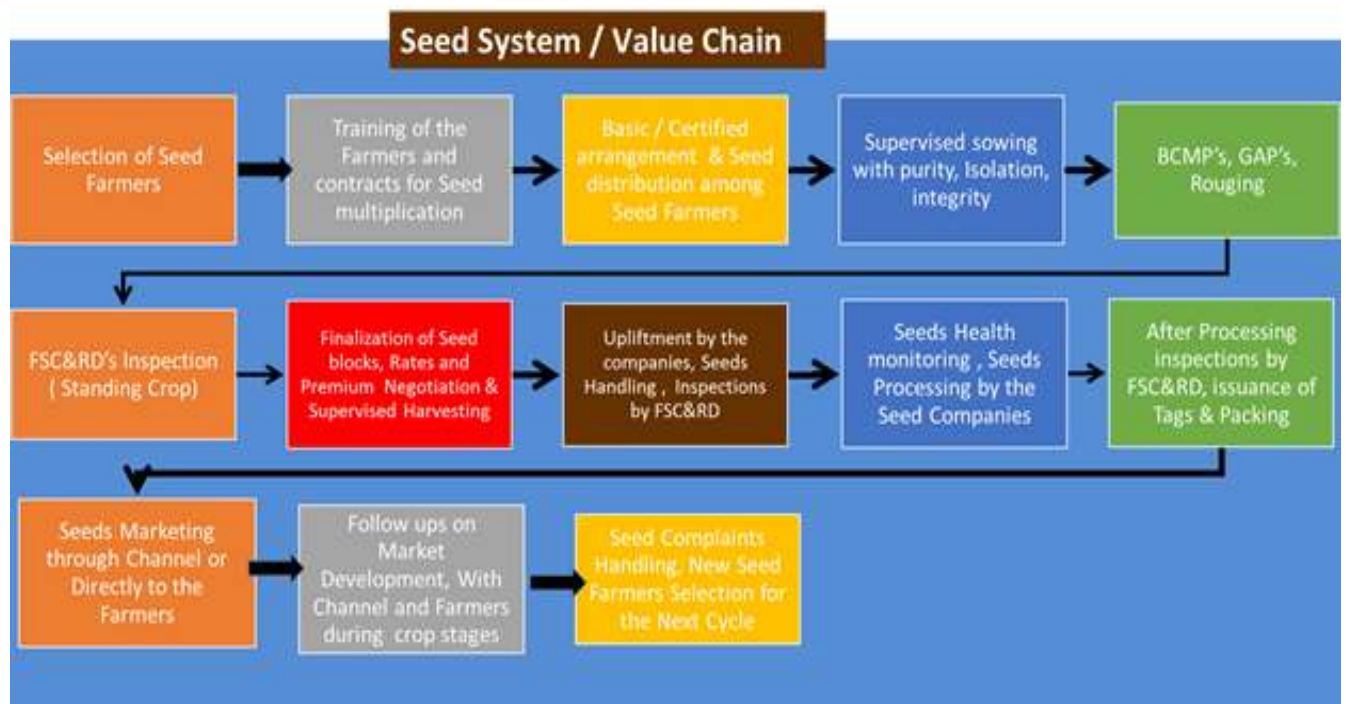 Seed System / Value Chain
Selection of Seed
Farmers
Training of the
Farmers and
contracts for Seed
multiplication
Basic / Certified
arrangement & Seed
distribution among
Seed Farmers
Supervised sowing
with purity, Isolation,
integrity
BCMP's, GAP's,
Rouging
FSC&RD's Inspection
( Standing Crop)
Finalization of Seed
blocks, Rates and
Premium Negotiation &
Supervised Harvesting
Upliftment by the
companies, Seeds
Handling , Inspections
by FSC&RD
Seeds Health
monitoring , Seeds
Processing by the
Seed Companies
After Processing
inspections by
FSC&RD, issuance of
Tags & Packing
Seeds Marketing
through Channel or
Directly to the
Farmers
Follow ups on
Market
Development, With
Channel and Farmers
during crop stages
Seed Complaints
Handling, New Seed
Farmers Selection for
the Next Cycle